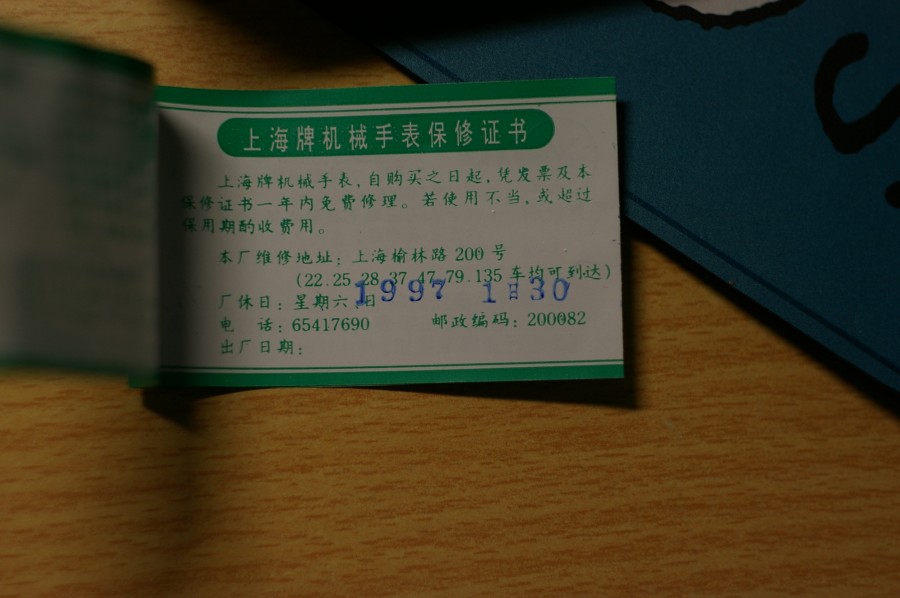 上海牌机械手表保修证书
上海牌机械手表，自购买之日起，凭发票及本
保修证书一年内免费修理。若使用不当，或超过
保用期酌收费用。
本厂维修地址：上海榆林路 200 号
(22.25.28.37.47.79.135 车均可到达)
厂休日：星期六 日
1997 1日30
电 话：65417690 邮政编码：200082
出厂日期：
S